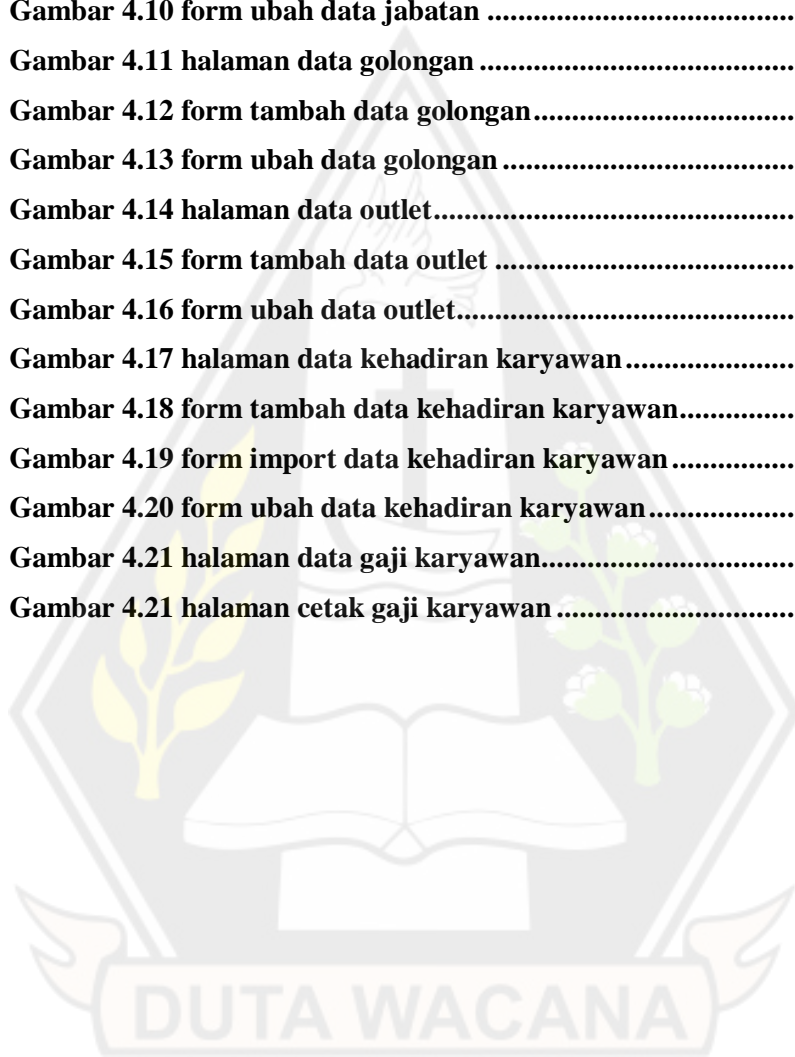 Gambar 4.10 form ubah data jabatan ..............................................
Gambar 4.11 halaman data golongan ..............................................
Gambar 4.12 form tambah data golongan.......................................
Gambar 4.13 form ubah data golongan ...........................................
Gambar 4.14 halaman data outlet.....................................................
Gambar 4.15 form tambah data outlet ............................................
Gambar 4.16 form ubah data outlet..................................................
Gambar 4.17 halaman data kehadiran karyawan.........................
Gambar 4.18 form tambah data kehadiran karyawan.................
Gambar 4.19 form import data kehadiran karyawan ..................
Gambar 4.20 form ubah data kehadiran karyawan.....................
Gambar 4.21 halaman data gaji karyawan.....................................
Gambar 4.21 halaman cetak gaji karyawan ...................................
DUTA WACANA